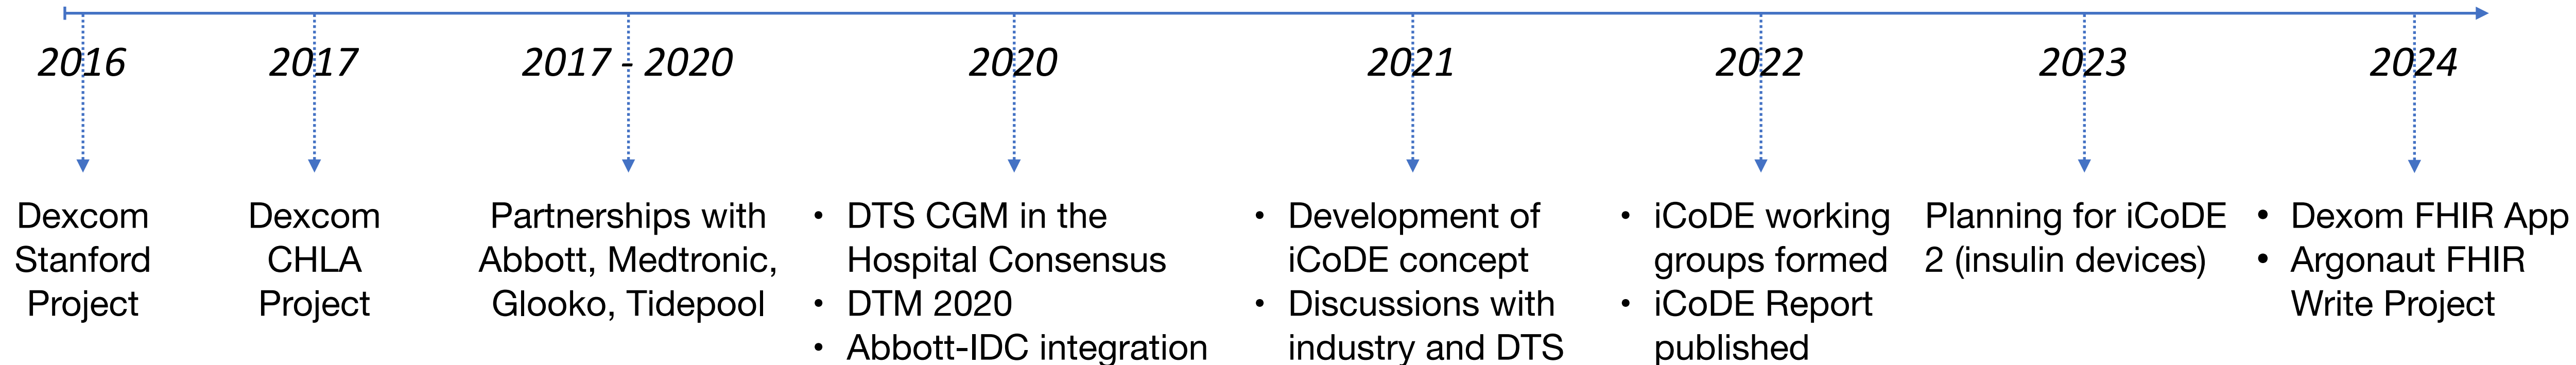 2016
2017
2017 - 2020
2020
2021
2022
2023
2024
Dexcom
Stanford
Project
Dexcom
CHLA
Project
Partnerships with
Abbott, Medtronic,
Glooko, Tidepool
• DTS CGM in the
Hospital Consensus
• DTM 2020
• Abbott-IDC integration
• Development of
iCoDE concept
• Discussions with
industry and DTS
• iCoDE working
groups formed
• iCoDE Report
published
Planning for iCoDE
2 (insulin devices)
• Dexom FHIR App
• Argonaut FHIR
Write Project